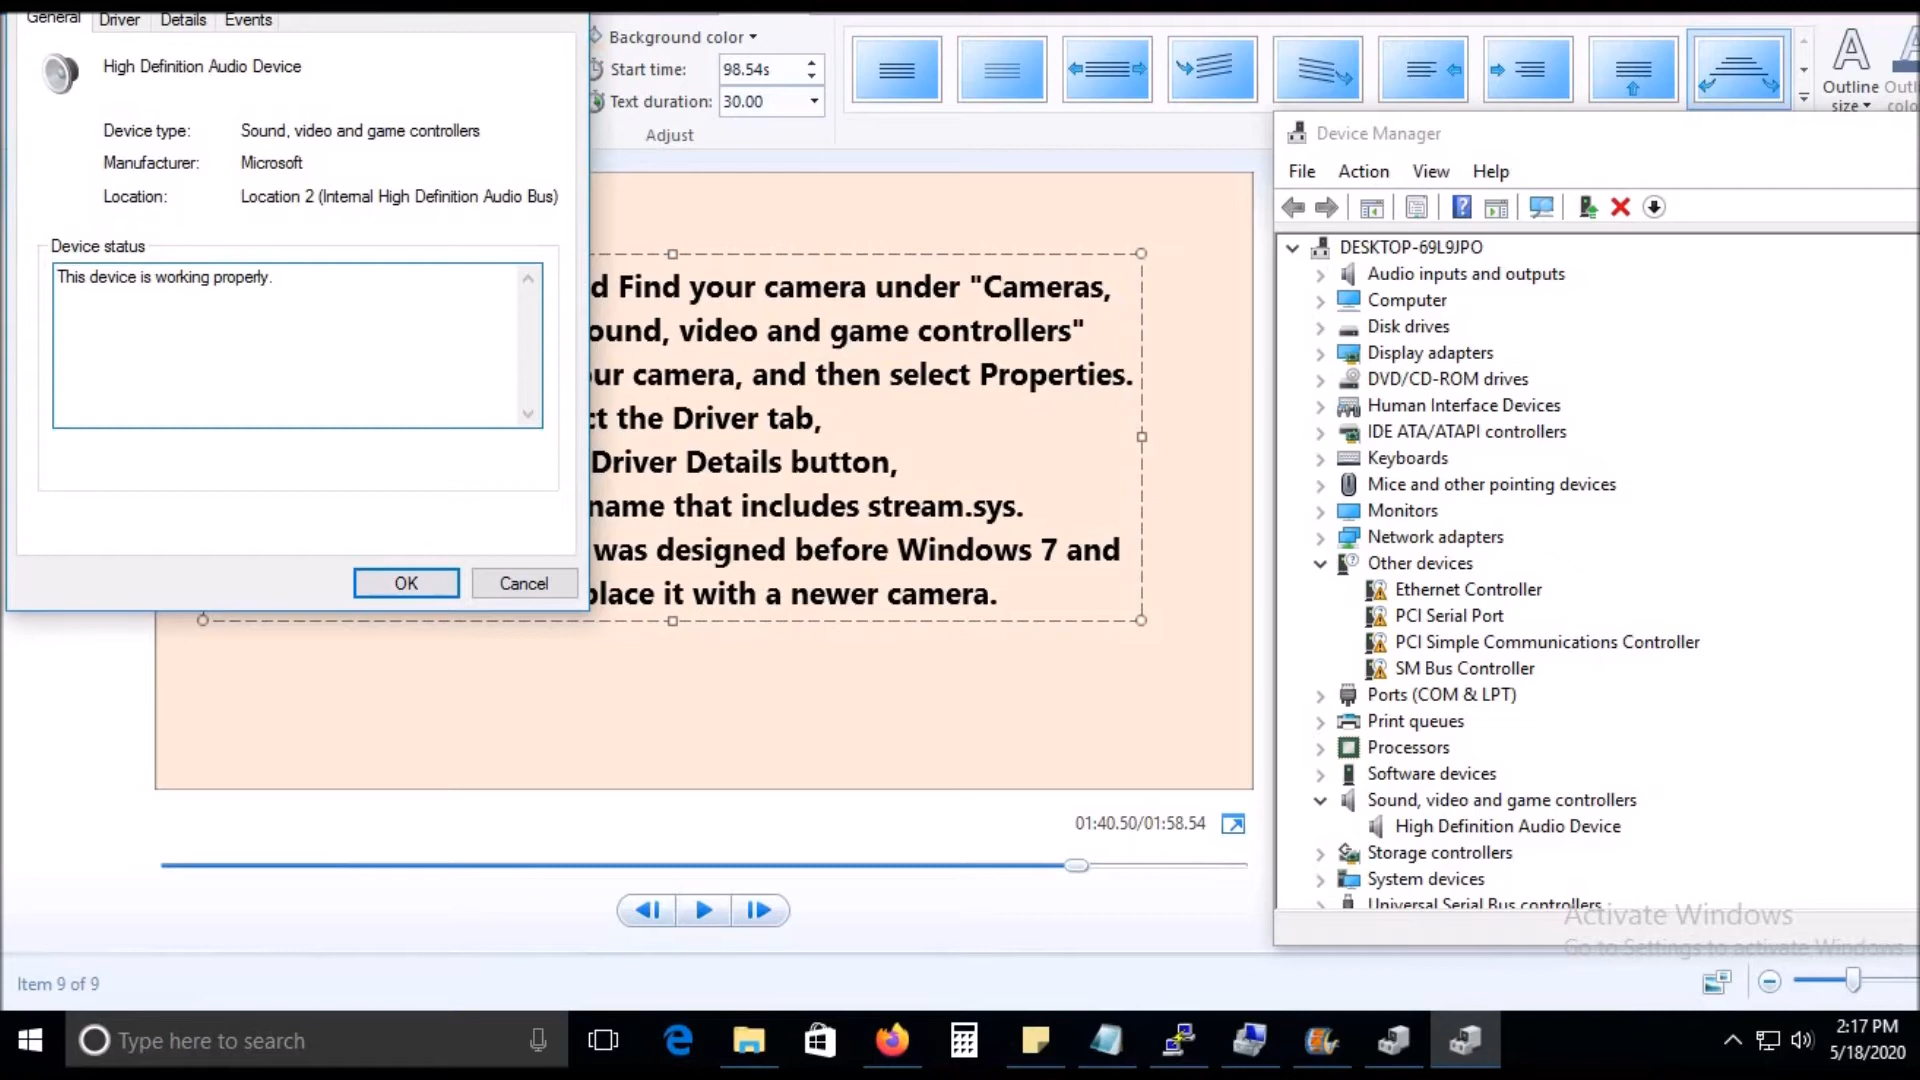 General Driver Details Events
High Definition Audio Device
Device type: Sound, video and game controllers
Manufacturer: Microsoft
Location: Location 2 (Internal High Definition Audio Bus)
Device status
This device is working properly.
OK Cancel
Background color
Start time: 98.54s
Text duration: 30.00
Adjust
Outline
size
d Find your camera under "Cameras,
ound, video and game controllers"
ur camera, and then select Properties.
ct the Driver tab,
Driver Details button,
name that includes stream.sys.
was designed before Windows 7 and
place it with a newer camera.
01:40.50/01:58.54
Item 9 of 9
Device Manager
File Action View Help
DESKTOP-69L9JPO
Audio inputs and outputs
Computer
Disk drives
Display adapters
DVD/CD-ROM drives
Human Interface Devices
IDE ATA/ATAPI controllers
Keyboards
Mice and other pointing devices
Monitors
Network adapters
Other devices
Ethernet Controller
PCI Serial Port
PCI Simple Communications Controller
SM Bus Controller
Ports (COM & LPT)
Print queues
Processors
Software devices
Sound, video and game controllers
High Definition Audio Device
Storage controllers
System devices
Universal Serial Bus controllers
Activate Windows
Go to Settings to activate Windows.
Type here to search
2:17 PM
5/18/2020